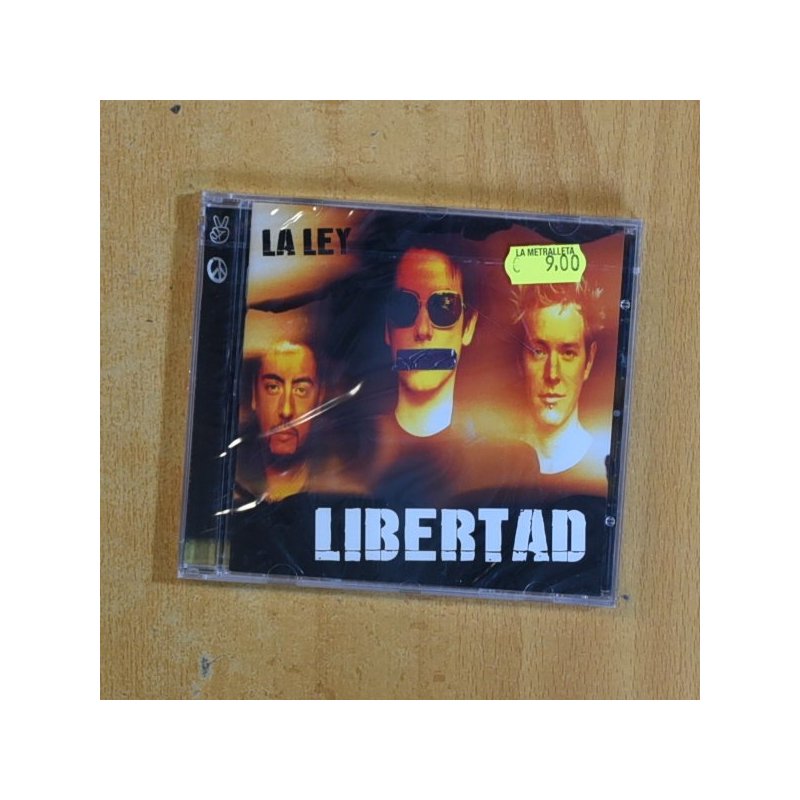 LA LEY
LA METRALLETA
€ 9.00
LIBERTAD